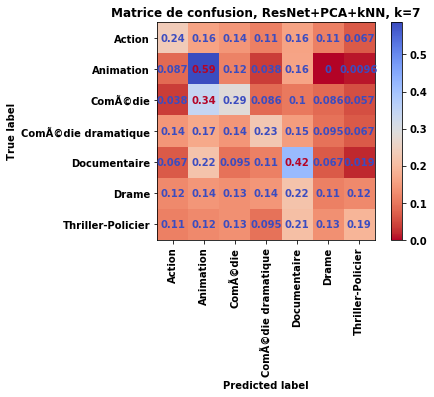 Matrice de confusion, ResNet+PCA+kNN, k=7
Action 0.24 0.16 0.14 0.11 0.16 0.11 0.067
Animation 0.087 0.59 0.12 0.038 0.16 0
ComÃ©die 0.038 0.34 0.29 0.086 0.1 0.086 0.057
ComÃ©die dramatique 0.14 0.17 0.14 0.23 0.15 0.095 0.067
Documentaire 0.067 0.22 0.095 0.11 0.42 0.067
Drame 0.12 0.14 0.13 0.14 0.22 0.11 0.12
Thriller-Policier 0.11 0.12 0.13 0.095 0.21 0.13 0.19
True label
Action
Animation
ComÃ©die
ComÃ©die dramatique
Documentaire
Drame
Thriller-Policier
Predicted label
0.5
0.4
0.3
0.2
0.1
0.0